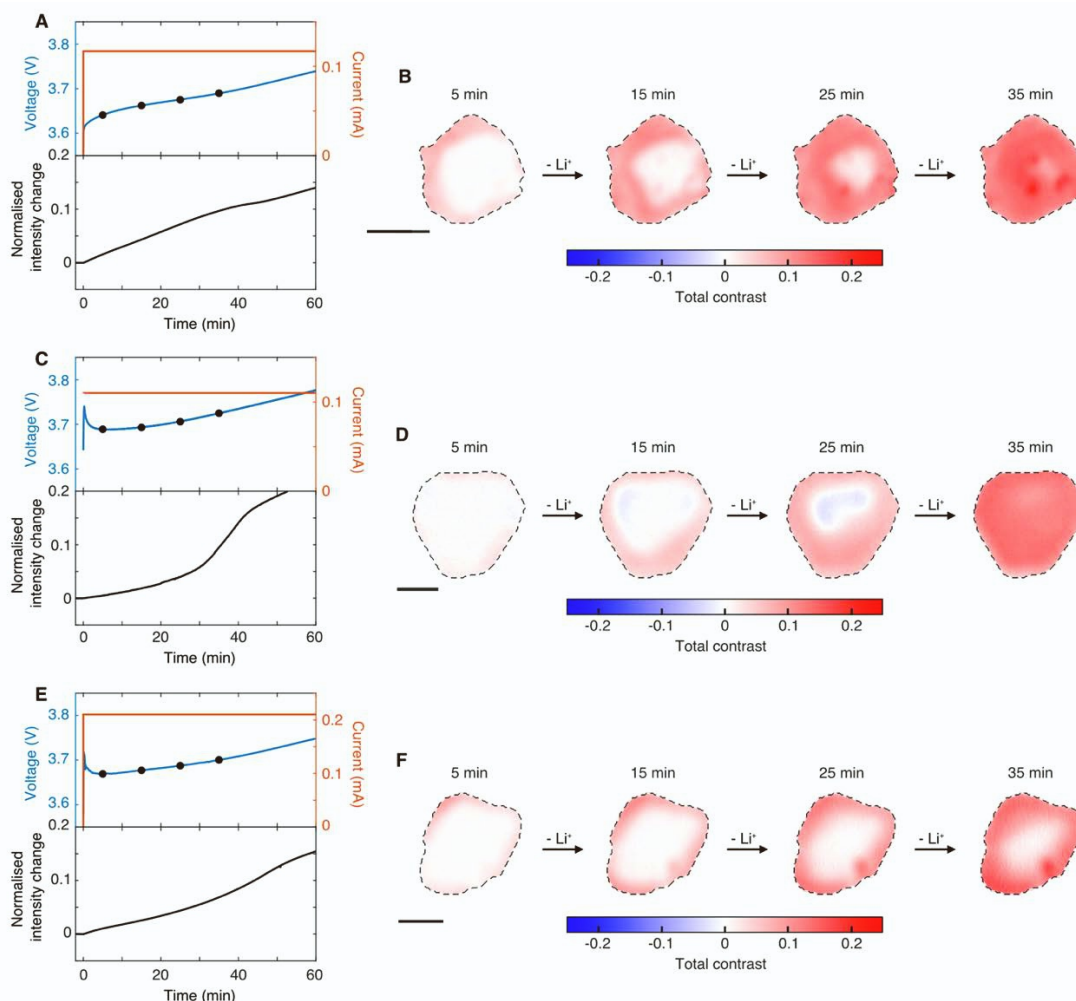 A
3.8
3.7
3.6
Voltage (V)
0.1
0
Current (mA)
0.2
0.1
0
Normalised
intensity change
0 20 40 60
Time (min)
B
5 min 15 min 25 min 35 min
- Li⁺ - Li⁺ - Li⁺
-0.2 -0.1 0 0.1 0.2
Total contrast
C
3.8
3.7
3.6
Voltage (V)
0.1
0
Current (mA)
0.2
0.1
0
Normalised
intensity change
0 20 40 60
Time (min)
D
5 min 15 min 25 min 35 min
- Li⁺ - Li⁺ - Li⁺
-0.2 -0.1 0 0.1 0.2
Total contrast
E
3.8
3.7
3.6
Voltage (V)
0.2
0.1
0
Current (mA)
0.2
0.1
0
Normalised
intensity change
0 20 40 60
Time (min)
F
5 min 15 min 25 min 35 min
- Li⁺ - Li⁺ - Li⁺
-0.2 -0.1 0 0.1 0.2
Total contrast